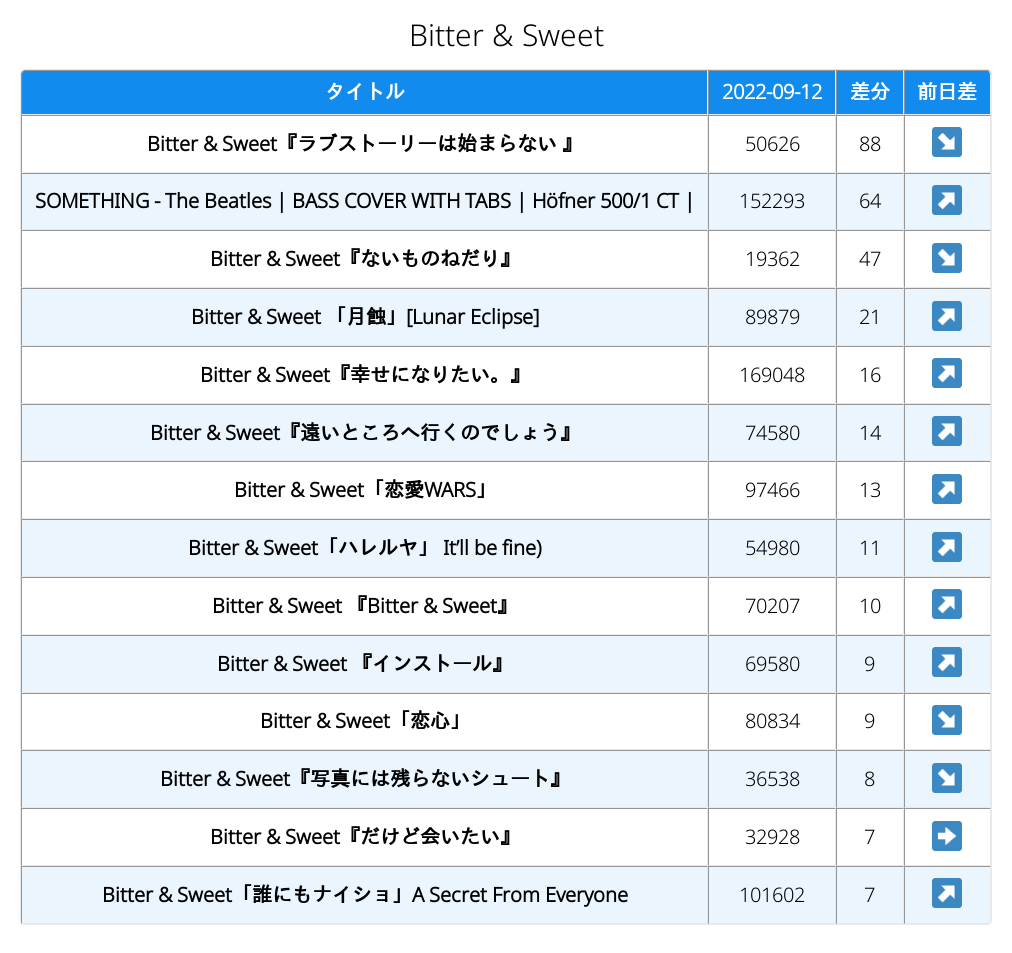 Bitter & Sweet
タイトル 2022-09-12 差分 前日差
Bitter & Sweet『ラブストーリーは始まらない 』 50626 88
SOMETHING - The Beatles | BASS COVER WITH TABS | Höfner 500/1 CT | 152293 64
Bitter & Sweet『ないものねだり』 19362 47
Bitter & Sweet 「月蝕」[Lunar Eclipse] 89879 21
Bitter & Sweet『幸せになりたい。』 169048 16
Bitter & Sweet『遠いところへ行くのでしょう』 74580 14
Bitter & Sweet「恋愛WARS」 97466 13
Bitter & Sweet「ハレルヤ」 It’ll be fine) 54980 11
Bitter & Sweet 『Bitter & Sweet』 70207 10
Bitter & Sweet 『インストール』 69580 9
Bitter & Sweet「恋心」 80834 9
Bitter & Sweet『写真には残らないシュート』 36538 8
Bitter & Sweet『だけど会いたい』 32928 7
Bitter & Sweet「誰にもナイショ」A Secret From Everyone 101602 7